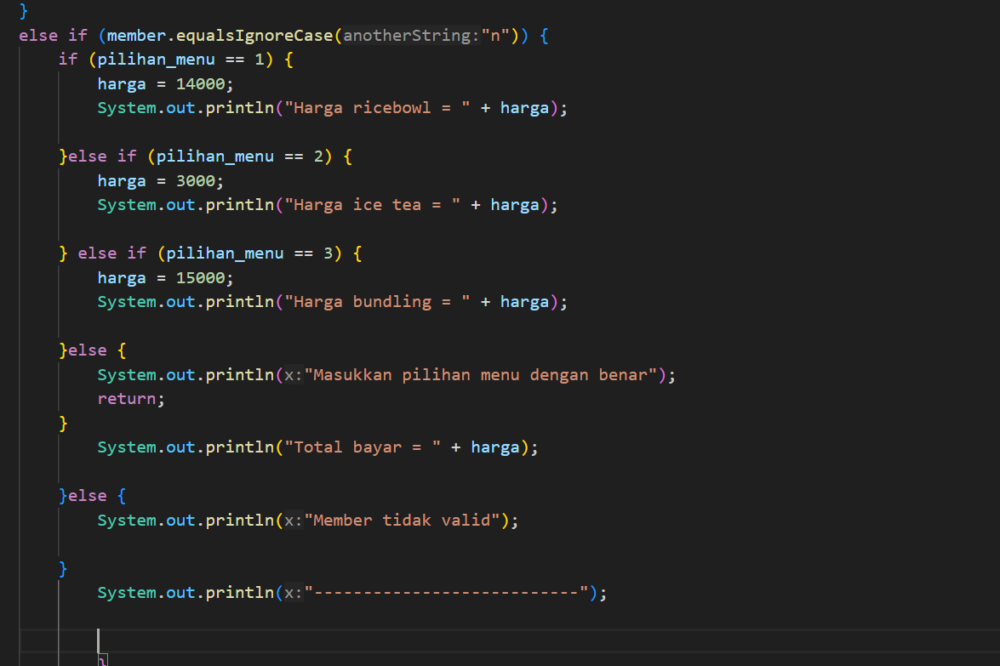 }
else if (member.equalsIgnoreCase(anotherString:"n")) {
if (pilihan_menu == 1) {
harga = 14000;
System.out.println("Harga ricebowl = " + harga);
}else if (pilihan_menu == 2) {
harga = 3000;
System.out.println("Harga ice tea = " + harga);
} else if (pilihan_menu == 3) {
harga = 15000;
System.out.println("Harga bundling = " + harga);
}else {
System.out.println(x:"Masukkan pilihan menu dengan benar");
return;
}
System.out.println("Total bayar = " + harga);
}else {
System.out.println(x:"Member tidak valid");
}
System.out.println(x:"---------------------------");
}